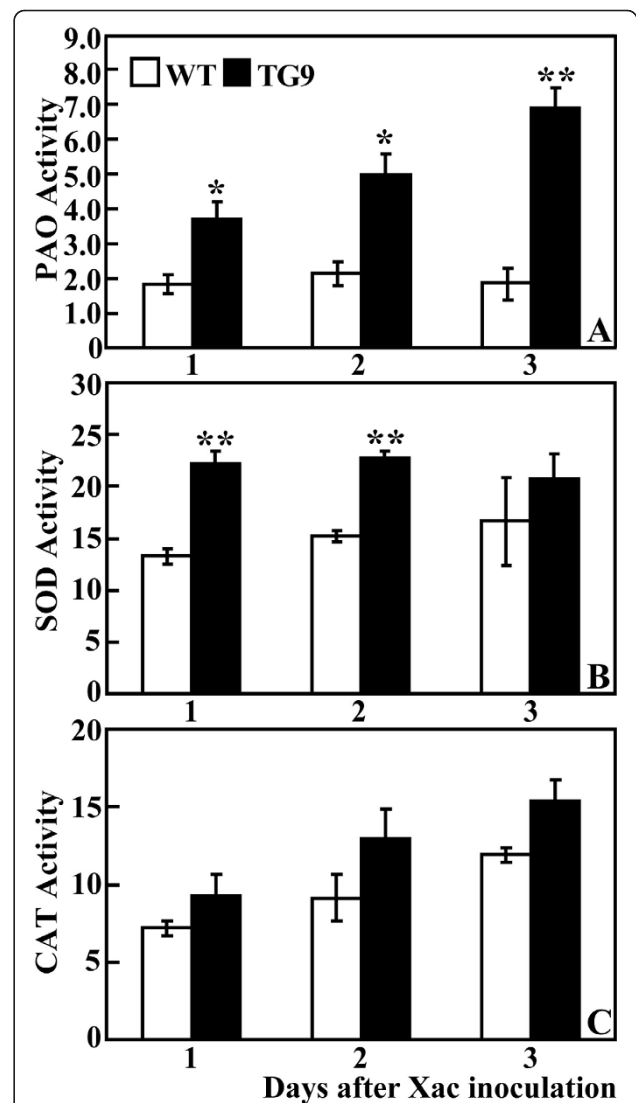 9.0
8.0
7.0
6.0
5.0
4.0
3.0
2.0
1.0
0
PAO Activity
WT TG9
*
*
**
A
1 2 3
30
25
20
15
10
5
0
SOD Activity
**
**
B
1 2 3
20
15
10
5
0
CAT Activity
C
1 2 3
Days after Xac inoculation